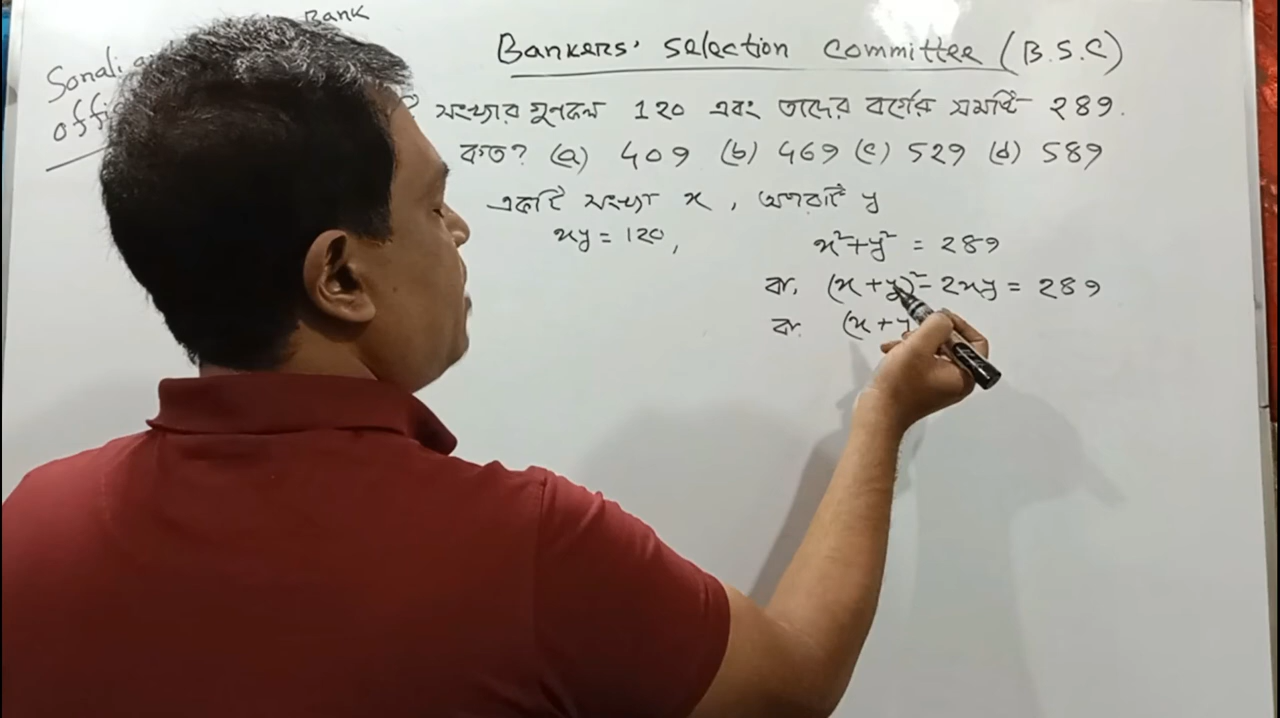 Bank
Sonali
offi
Bankers' Selection Committee (B.S.C)
সংখ্যার গুণফল 120 এবং তাদের বর্গের সমষ্টি 289.
কত? (a) 409 (b) 469 (c) 529 (d) 589
একটি সংখ্যা x, অপরটি y
xy = 120, x²+y² = 289
বা, (x+y)²-2xy = 289
বা, (x+y